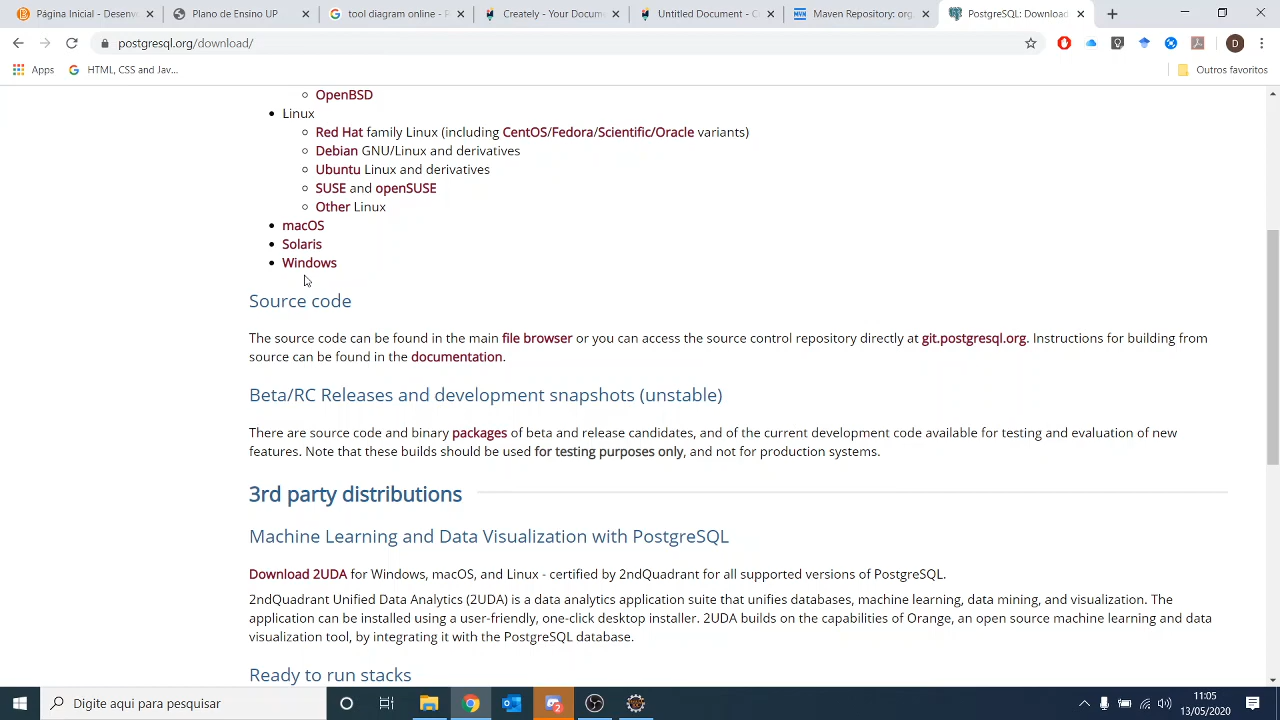 Página Inicial: Desenv
Plano de ensino UP
tool diagram online - P
Creately - Your Docume
Untitled Document - C
Maven Repository: org.
PostgreSQL: Download
postgresql.org/download/
D
Apps
HTML, CSS and Jav...
Outros favoritos
OpenBSD
Linux
Red Hat family Linux (including CentOS/Fedora/Scientific/Oracle variants)
Debian GNU/Linux and derivatives
Ubuntu Linux and derivatives
SUSE and openSUSE
Other Linux
macOS
Solaris
Windows
Source code
The source code can be found in the main file browser or you can access the source control repository directly at git.postgresql.org. Instructions for building from
source can be found in the documentation.
Beta/RC Releases and development snapshots (unstable)
There are source code and binary packages of beta and release candidates, and of the current development code available for testing and evaluation of new
features. Note that these builds should be used for testing purposes only, and not for production systems.
3rd party distributions
Machine Learning and Data Visualization with PostgreSQL
Download 2UDA for Windows, macOS, and Linux - certified by 2ndQuadrant for all supported versions of PostgreSQL.
2ndQuadrant Unified Data Analytics (2UDA) is a data analytics application suite that unifies databases, machine learning, data mining, and visualization. The
application can be installed using a user-friendly, one-click desktop installer. 2UDA builds on the capabilities of Orange, an open source machine learning and data
visualization tool, by integrating it with the PostgreSQL database.
Ready to run stacks
Digite aqui para pesquisar
11:05
13/05/2020